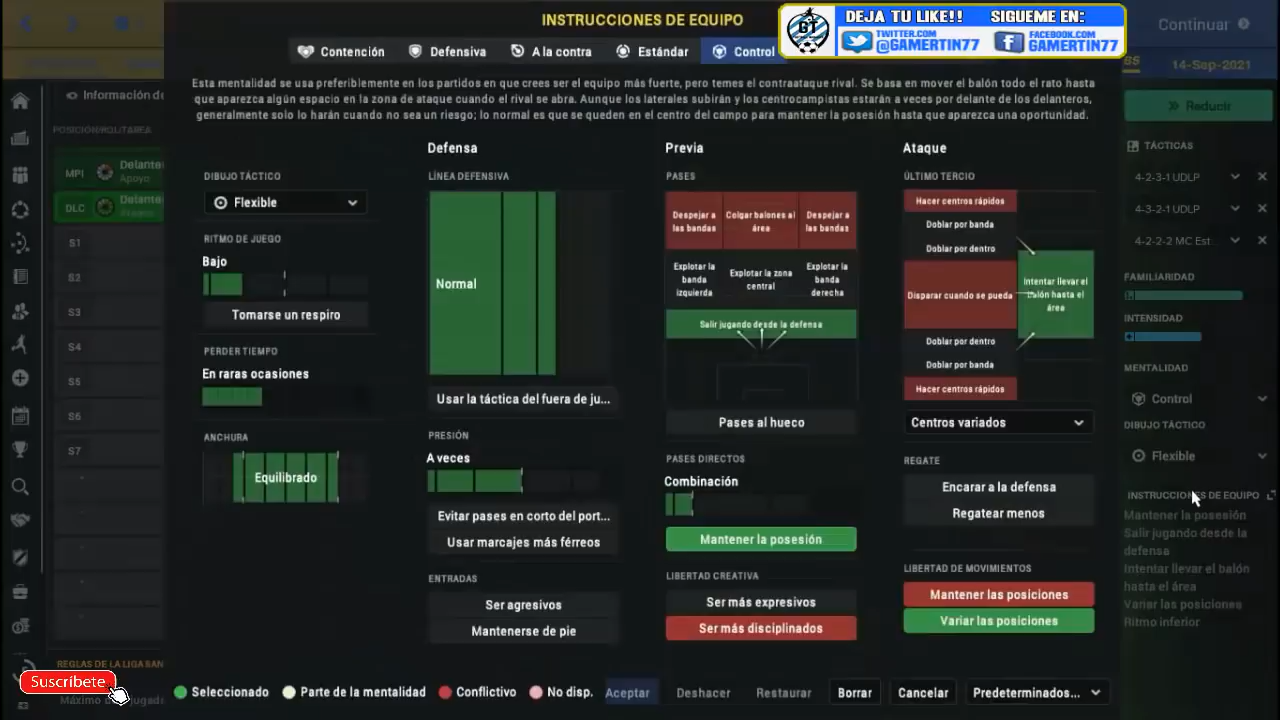 INSTRUCCIONES DE EQUIPO
DEJA TU LIKE!! SIGUEME EN:
TWITTER.COM
@GAMERTIN77
FACEBOOK.COM
GAMERTIN77
GT
Continuar
Contención
Defensiva
A la contra
Estándar
Control
14-Sep-2021
Esta mentalidad se usa preferiblemente en los partidos en que crees ser el equipo más fuerte, pero temes el contraataque rival. Se basa en mover el balón todo el rato hasta
que aparezca algún espacio en la zona de ataque cuando el rival se abra. Aunque los laterales subirán y los centrocampistas estarán a veces por delante de los delanteros,
generalmente solo lo harán cuando no sea un riesgo; lo normal es que se queden en el centro del campo para mantener la posesión hasta que aparezca una oportunidad.
Información de
POSICIÓN/ROL/TAREA
MPI
Delante
Apoyo
DLC
Delante
S1
S2
S3
S4
S5
S6
S7
DIBUJO TÁCTICO
Flexible
RITMO DE JUEGO
Bajo
Tomarse un respiro
PERDER TIEMPO
En raras ocasiones
ANCHURA
Equilibrado
Defensa
LÍNEA DEFENSIVA
Normal
Usar la táctica del fuera de ju...
PRESIÓN
A veces
Evitar pases en corto del port...
Usar marcajes más férreos
ENTRADAS
Ser agresivos
Mantenerse de pie
Previa
PASES
Despejar a las bandas
Colgar balones al área
Despejar a las bandas
Explotar la banda izquierda
Explotar la zona central
Explotar la banda derecha
Salir jugando desde la defensa
Pases al hueco
PASES DIRECTOS
Combinación
Mantener la posesión
LIBERTAD CREATIVA
Ser más expresivos
Ser más disciplinados
Ataque
ÚLTIMO TERCIO
Hacer centros rápidos
Doblar por banda
Doblar por dentro
Disparar cuando se pueda
Intentar llevar el balón hasta el área
Doblar por dentro
Doblar por banda
Hacer centros rápidos
Centros variados
REGATE
Encarar a la defensa
Regatear menos
LIBERTAD DE MOVIMIENTOS
Mantener las posiciones
Variar las posiciones
Reducir
TÁCTICAS
4-2-3-1 UDLP
4-3-2-1 UDLP
4-2-2-2 MC Est
FAMILIARIDAD
INTENSIDAD
MENTALIDAD
Control
DIBUJO TÁCTICO
Flexible
INSTRUCCIONES DE EQUIPO
Mantener la posesión
Salir jugando desde la
defensa
Intentar llevar el balón
hasta el área
Variar las posiciones
Ritmo inferior
REGLAS DE LA LIGA SAN
Suscríbete
Máximo de jugad
Seleccionado
Parte de la mentalidad
Conflictivo
No disp.
Aceptar
Deshacer
Restaurar
Borrar
Cancelar
Predeterminados...